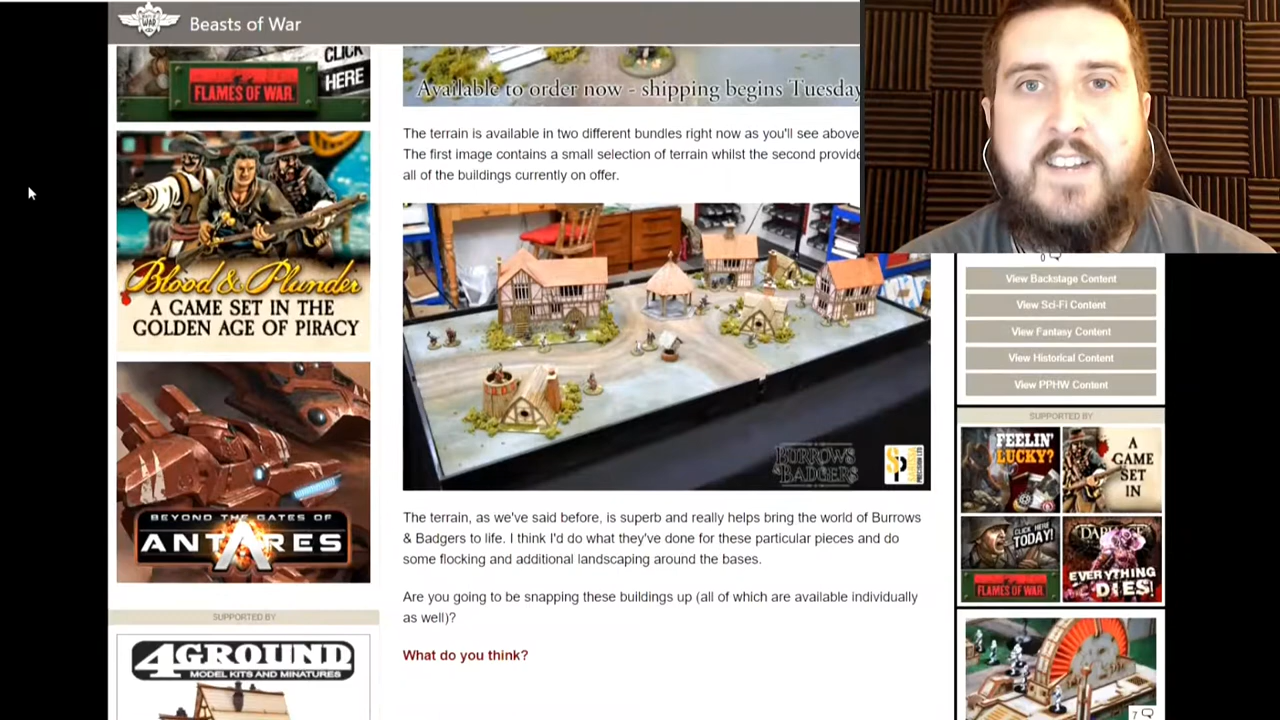 Beasts of War
CLICK
HERE
FLAMES OF WAR
Blood & Plunder
A GAME SET IN THE
GOLDEN AGE OF PIRACY
BEYOND THE GATES OF
ANTARES
SUPPORTED BY
4GROUND
MODEL KITS AND MINATURES
Available to order now - shipping begins Tuesday
The terrain is available in two different bundles right now as you'll see above
The first image contains a small selection of terrain whilst the second provide
all of the buildings currently on offer.
BURROWS
& BADGERS
SP
The terrain, as we've said before, is superb and really helps bring the world of Burrows
& Badgers to life. I think I'd do what they've done for these particular pieces and do
some flocking and additional landscaping around the bases.
Are you going to be snapping these buildings up (all of which are available individually
as well)?
What do you think?
0
View Backstage Content
View Sci-Fi Content
View Fantasy Content
View Historical Content
View PPHW Content
SUPPORTED BY
FEELIN'
LUCKY?
A
GAME
SET
IN
CLICK HERE
TODAY!
FLAMES OF WAR
EVERYTHING
DIES!
7